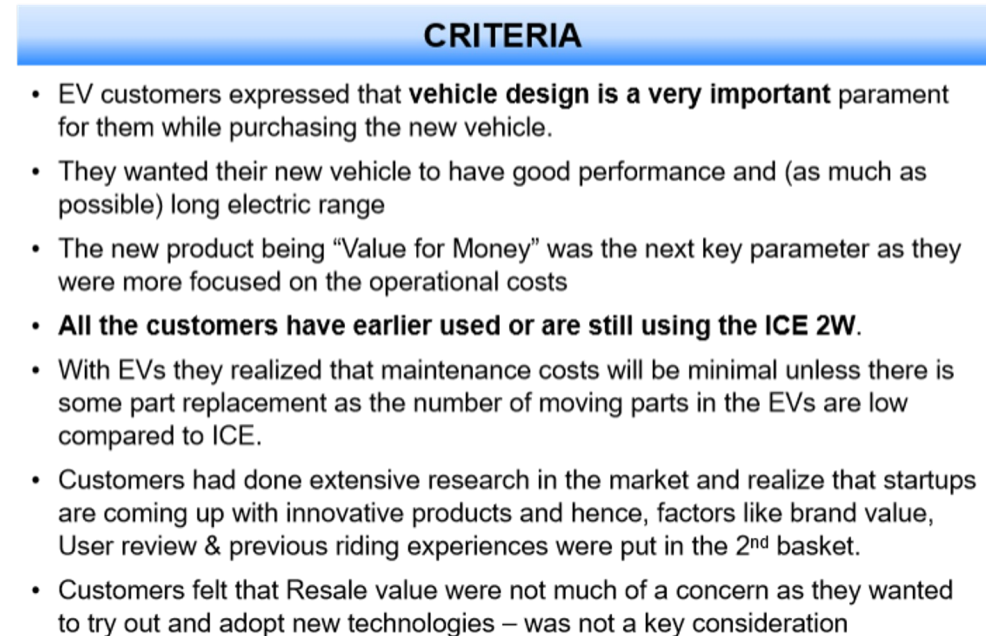 CRITERIA
• EV customers expressed that vehicle design is a very important parament
for them while purchasing the new vehicle.
• They wanted their new vehicle to have good performance and (as much as
possible) long electric range
• The new product being “Value for Money” was the next key parameter as they
were more focused on the operational costs
• All the customers have earlier used or are still using the ICE 2W.
• With EVs they realized that maintenance costs will be minimal unless there is
some part replacement as the number of moving parts in the EVs are low
compared to ICE.
• Customers had done extensive research in the market and realize that startups
are coming up with innovative products and hence, factors like brand value,
User review & previous riding experiences were put in the 2nd basket.
• Customers felt that Resale value were not much of a concern as they wanted
to try out and adopt new technologies – was not a key consideration